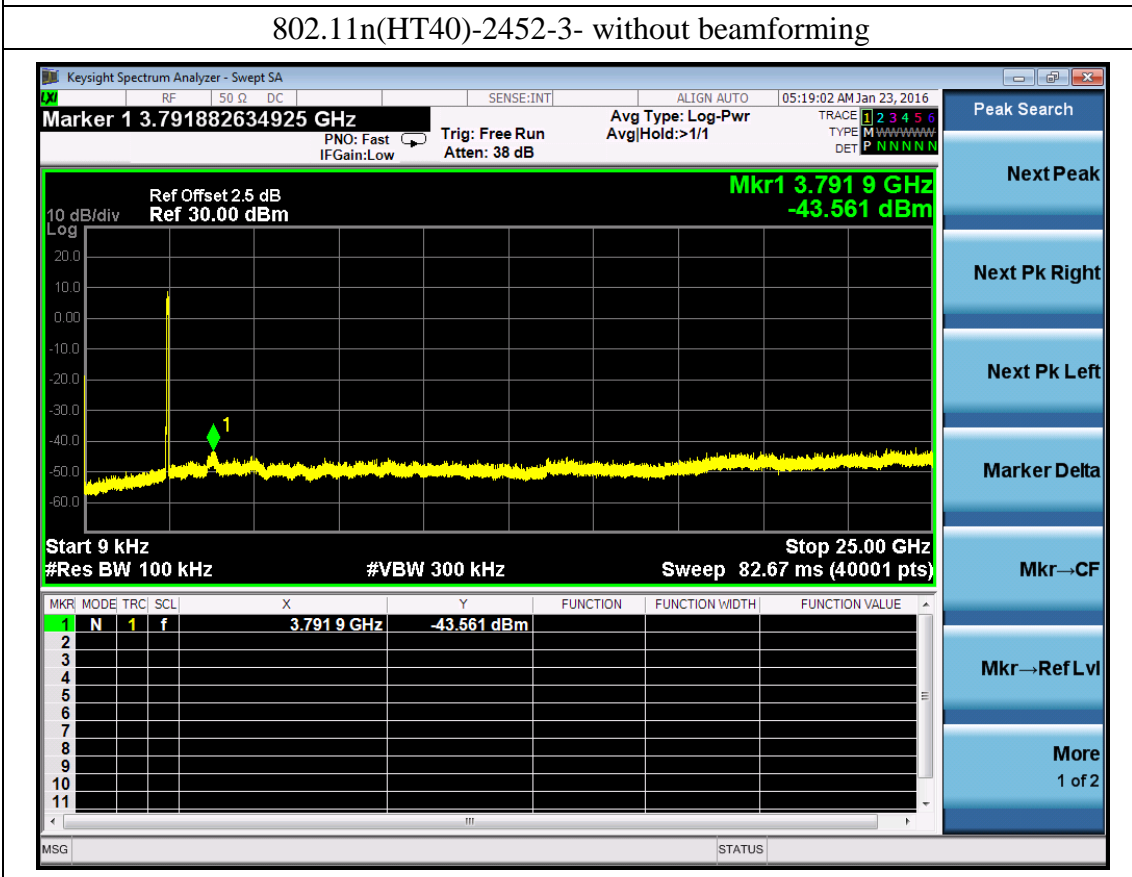 802.11n(HT40)-2452-3- without beamforming
Keysight Spectrum Analyzer - Swept SA
LXI RF 50 Ω DC SENSE:INT ALIGN AUTO 05:19:02 AM Jan 23, 2016
Marker 1 3.791882634925 GHz
PNO: Fast
IFGain:Low
Trig: Free Run
Atten: 38 dB
Avg Type: Log-Pwr
Avg|Hold:>1/1
TRACE 1 2 3 4 5 6
TYPE M WWWWW
DET P N N N N N
Peak Search
Mkr1 3.791 9 GHz
-43.561 dBm
Ref Offset 2.5 dB
10 dB/div Ref 30.00 dBm
Log
20.0
10.0
0.00
-10.0
-20.0
-30.0
-40.0
-50.0
-60.0
1
Start 9 kHz Stop 25.00 GHz
#Res BW 100 kHz #VBW 300 kHz Sweep 82.67 ms (40001 pts)
MKR MODE TRC SCL X Y FUNCTION FUNCTION WIDTH FUNCTION VALUE
1 N 1 f 3.791 9 GHz -43.561 dBm
2
3
4
5
6
7
8
9
10
11
MSG STATUS
Next Peak
Next Pk Right
Next Pk Left
Marker Delta
Mkr→CF
Mkr→Ref Lvl
More
1 of 2